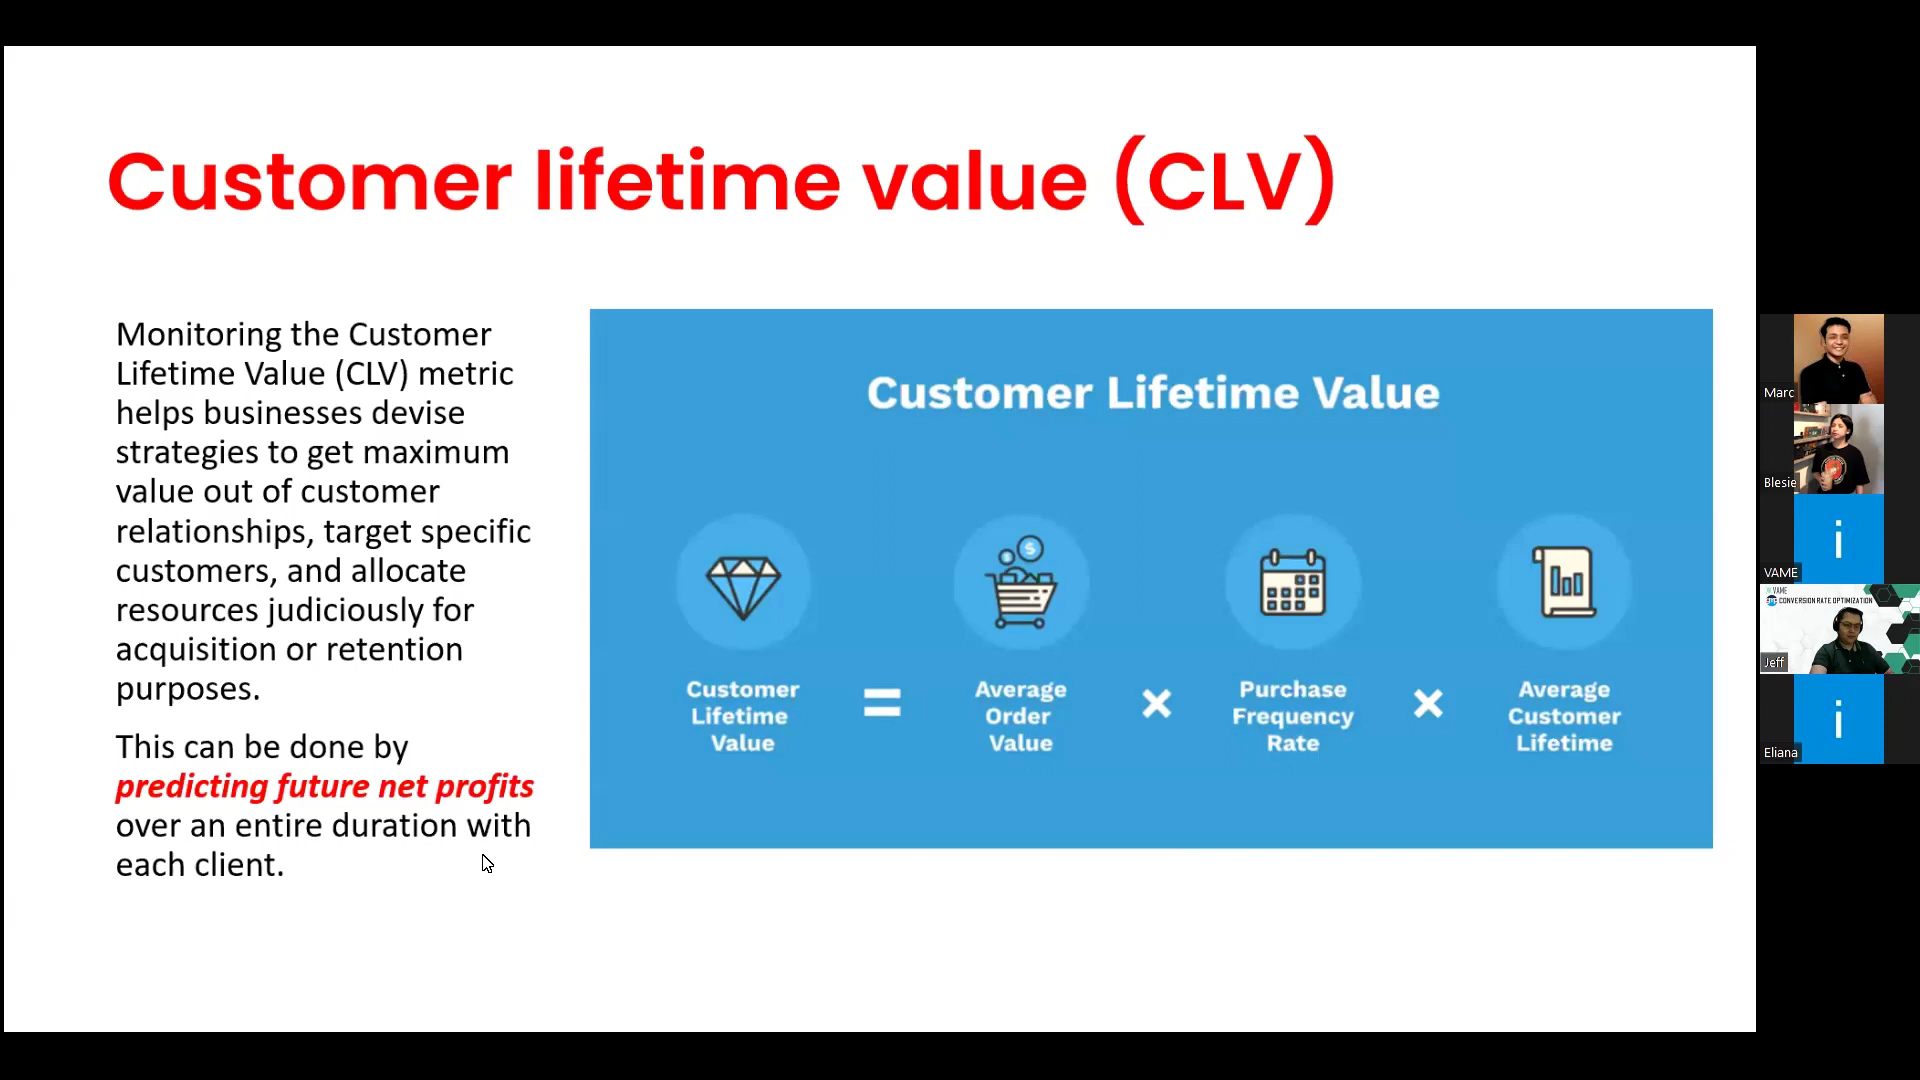 Customer lifetime value (CLV)
Monitoring the Customer
Lifetime Value (CLV) metric
helps businesses devise
strategies to get maximum
value out of customer
relationships, target specific
customers, and allocate
resources judiciously for
acquisition or retention
purposes.
This can be done by
predicting future net profits
over an entire duration with
each client.
Customer Lifetime Value
Customer
Lifetime
Value
=
Average
Order
Value
×
Purchase
Frequency
Rate
×
Average
Customer
Lifetime
Marc
Blesie
i
VAME
VAME
CONVERSION RATE OPTIMIZATION
Jeff
i
Eliana